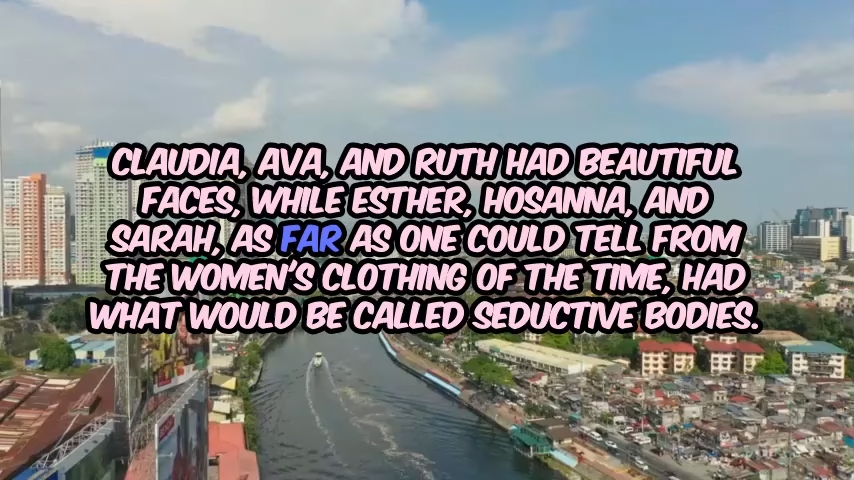 CLAUDIA, AVA, AND RUTH HAD BEAUTIFUL
FACES, WHILE ESTHER, HOSANNA, AND
SARAH, AS FAR AS ONE COULD TELL FROM
THE WOMEN'S CLOTHING OF THE TIME, HAD
WHAT WOULD BE CALLED SEDUCTIVE BODIES.